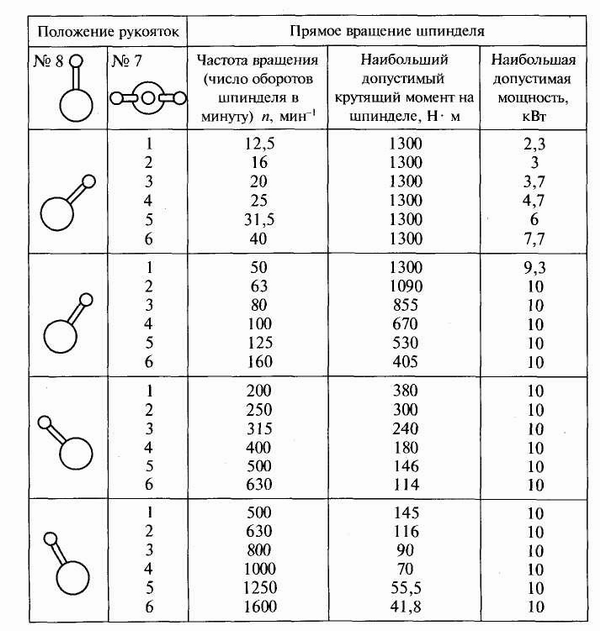 Положение рукояток Прямое вращение шпинделя
№ 8 № 7 Частота вращения Наибольший Наибольшая
(число оборотов допустимый допустимая
шпинделя в крутящий момент на мощность,
минуту) n, мин⁻¹ шпинделе, Н· м кВт
1 12,5 1300 2,3
2 16 1300 3
3 20 1300 3,7
4 25 1300 4,7
5 31,5 1300 6
6 40 1300 7,7
1 50 1300 9,3
2 63 1090 10
3 80 855 10
4 100 670 10
5 125 530 10
6 160 405 10
1 200 380 10
2 250 300 10
3 315 240 10
4 400 180 10
5 500 146 10
6 630 114 10
1 500 145 10
2 630 116 10
3 800 90 10
4 1000 70 10
5 1250 55,5 10
6 1600 41,8 10